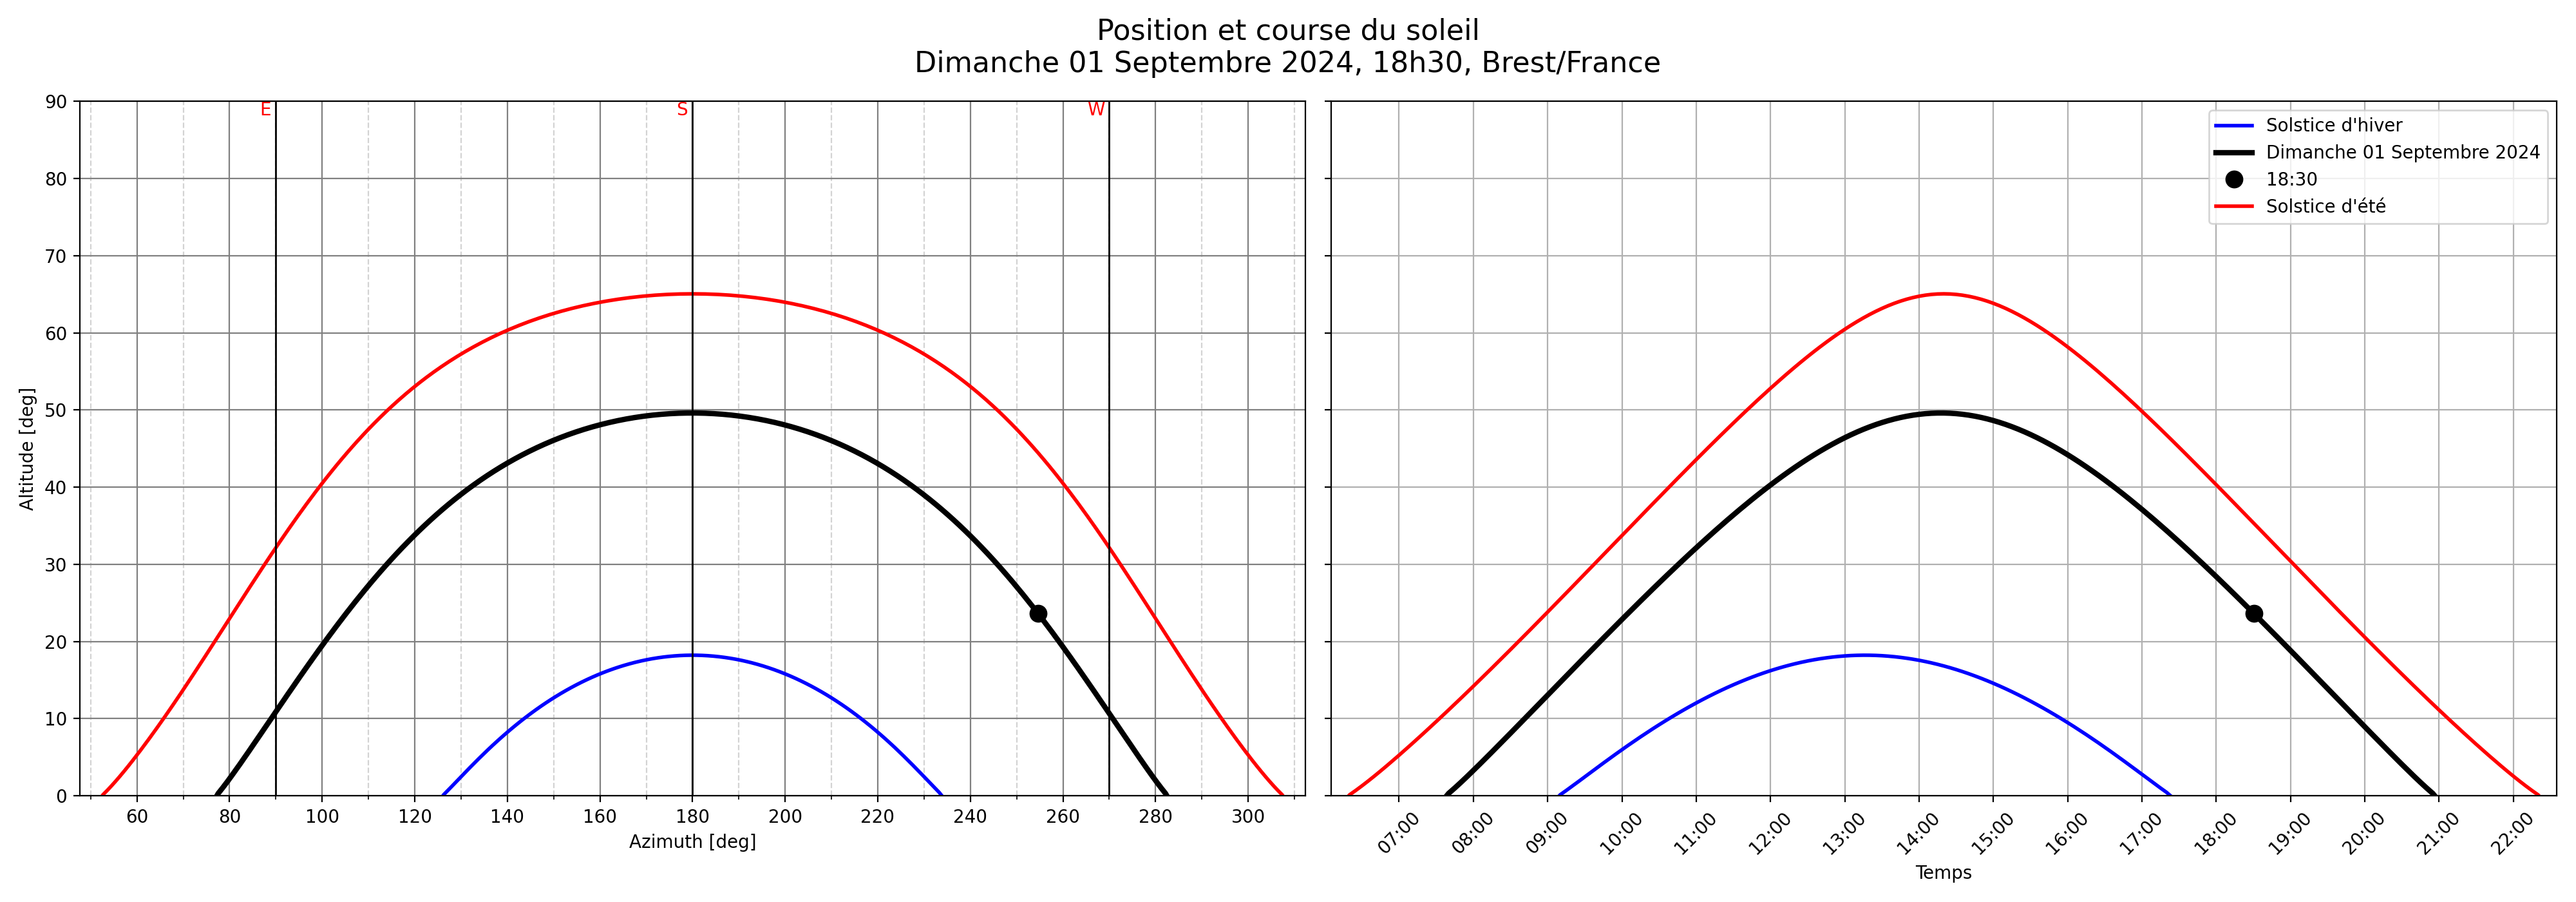 Position et course du soleil
Dimanche 01 Septembre 2024, 18h30, Brest/France
E
S
W
90
80
70
60
50
40
30
20
10
0
Altitude [deg]
60 80 100 120 140 160 180 200 220 240 260 280 300
Azimuth [deg]
Solstice d'hiver
Dimanche 01 Septembre 2024
18:30
Solstice d'été
07:00 08:00 09:00 10:00 11:00 12:00 13:00 14:00 15:00 16:00 17:00 18:00 19:00 20:00 21:00 22:00
Temps